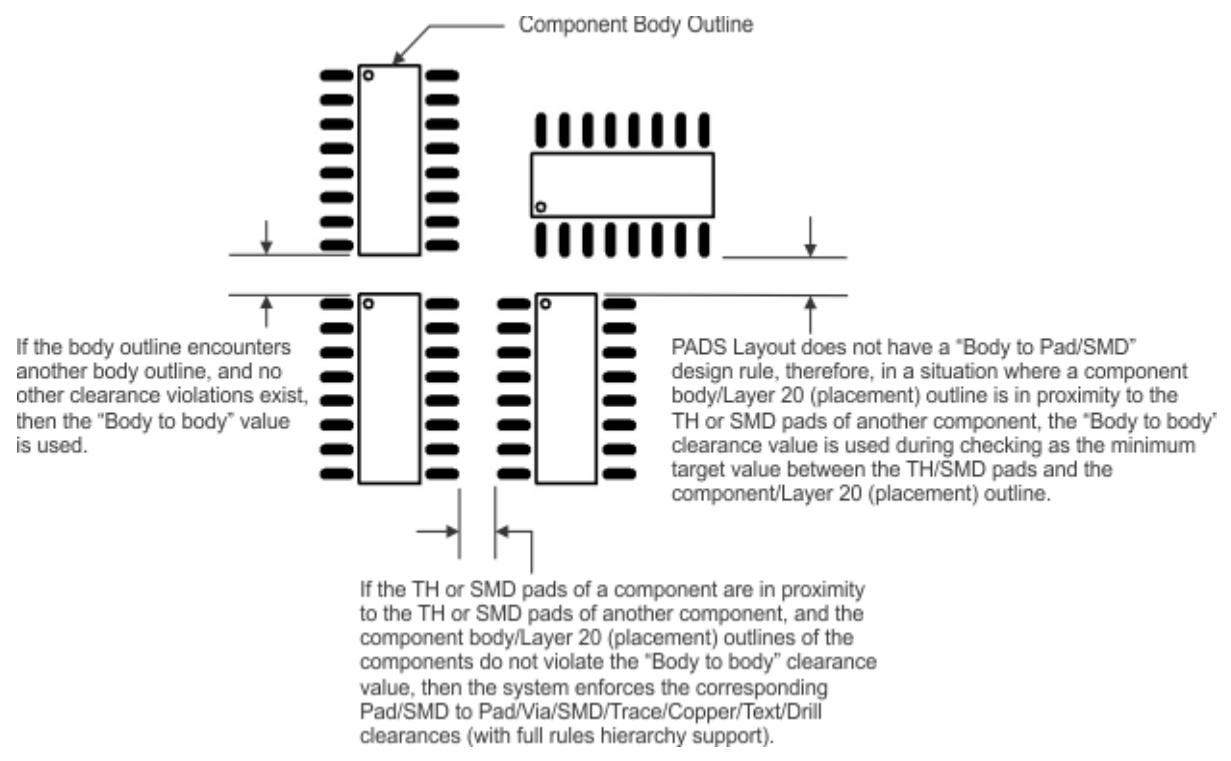 Component Body Outline
If the body outline encounters
another body outline, and no
other clearance violations exist,
then the “Body to body” value
is used.
PADS Layout does not have a “Body to Pad/SMD”
design rule, therefore, in a situation where a component
body/Layer 20 (placement) outline is in proximity to the
TH or SMD pads of another component, the “Body to body”
clearance value is used during checking as the minimum
target value between the TH/SMD pads and the
component/Layer 20 (placement) outline.
If the TH or SMD pads of a component are in proximity
to the TH or SMD pads of another component, and the
component body/Layer 20 (placement) outlines of the
components do not violate the “Body to body” clearance
value, then the system enforces the corresponding
Pad/SMD to Pad/Via/SMD/Trace/Copper/Text/Drill
clearances (with full rules hierarchy support).